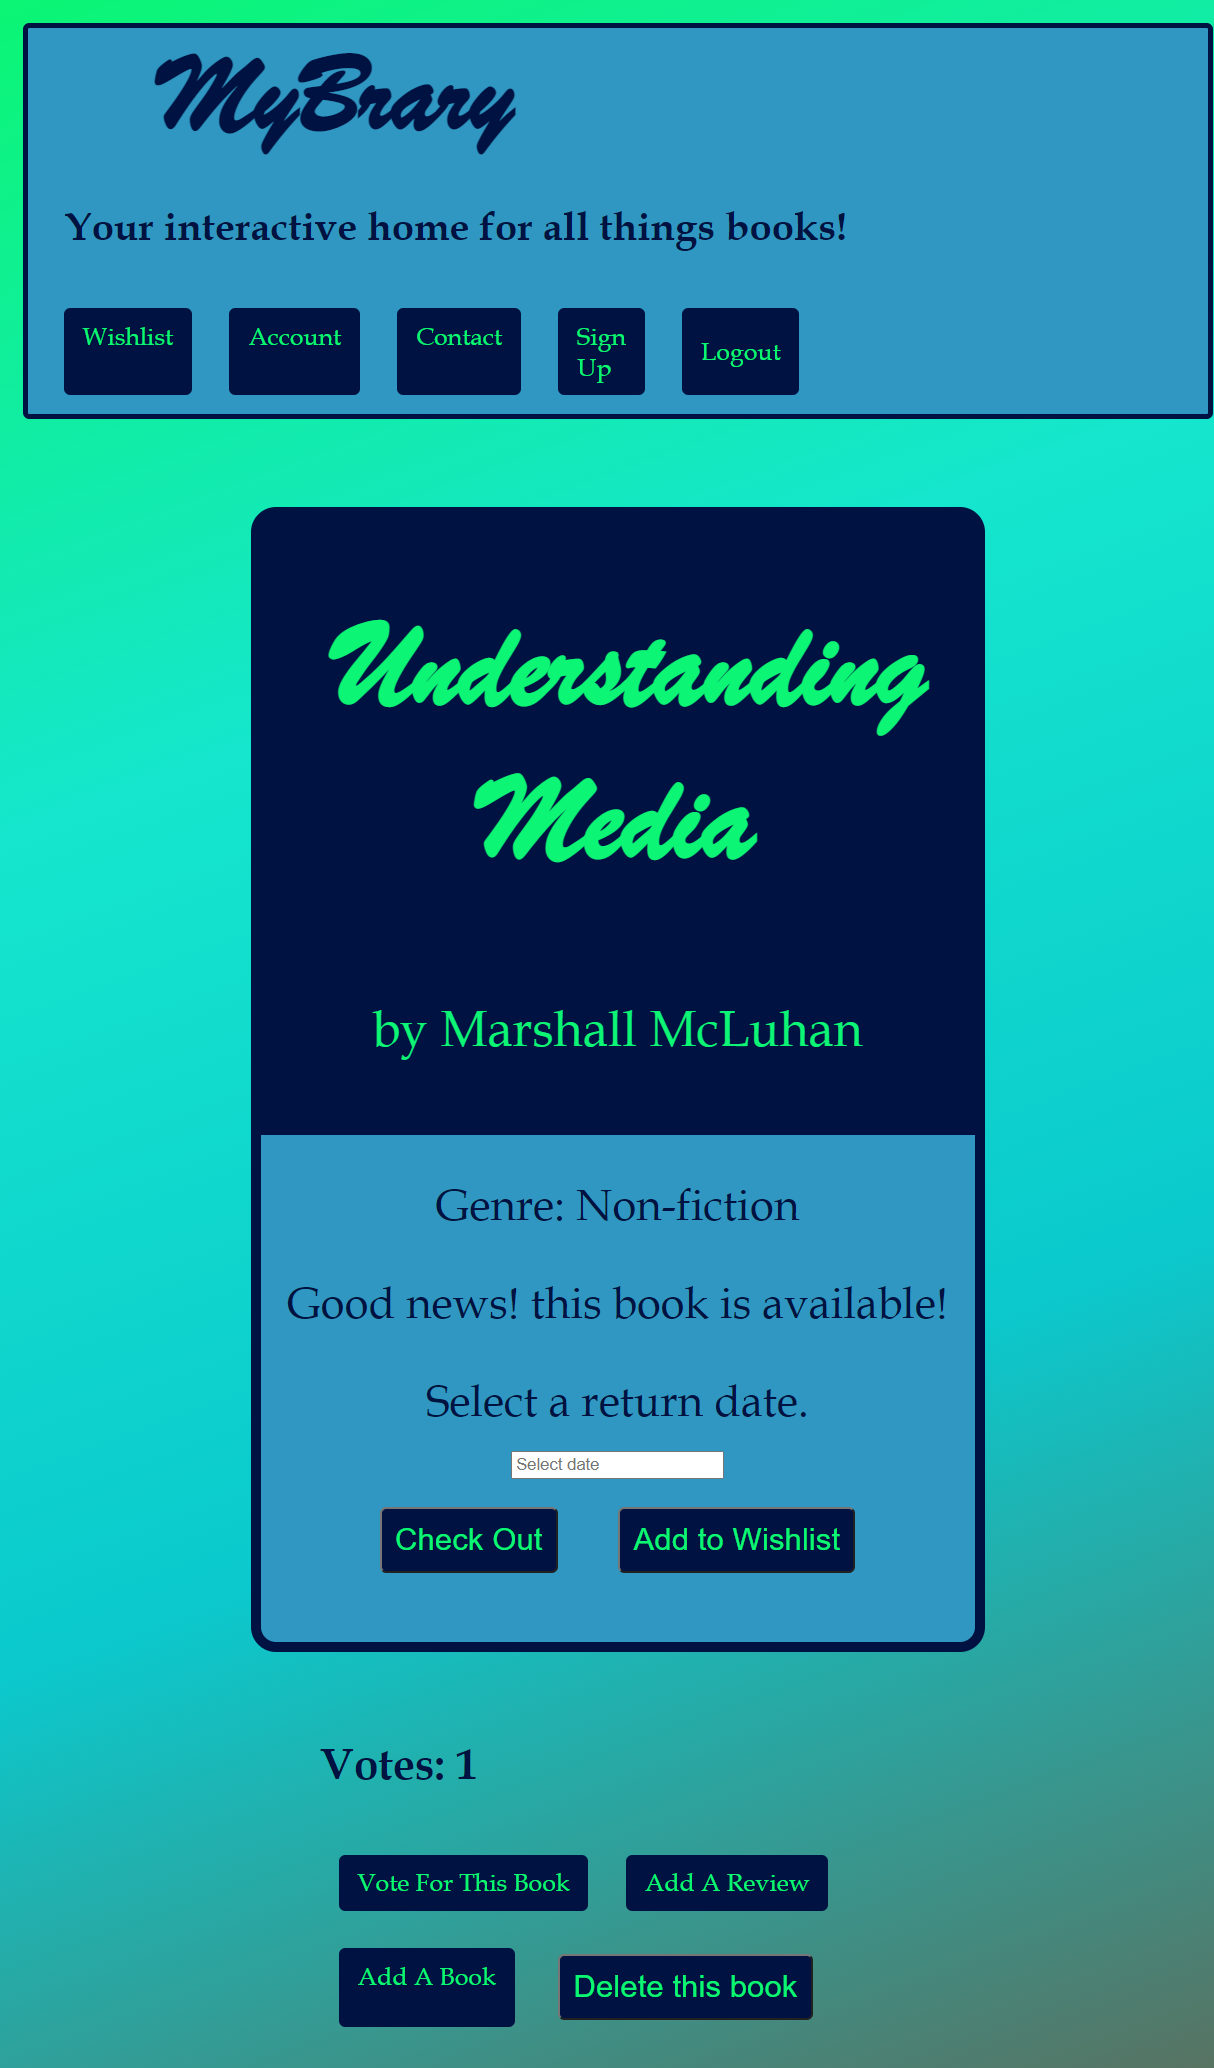 MyBrary
Your interactive home for all things books!
Wishlist
Account
Contact
Sign
Up
Logout
Understanding
Media
by Marshall McLuhan
Genre: Non-fiction
Good news! this book is available!
Select a return date.
Select date
Check Out
Add to Wishlist
Votes: 1
Vote For This Book
Add A Review
Add A Book
Delete this book